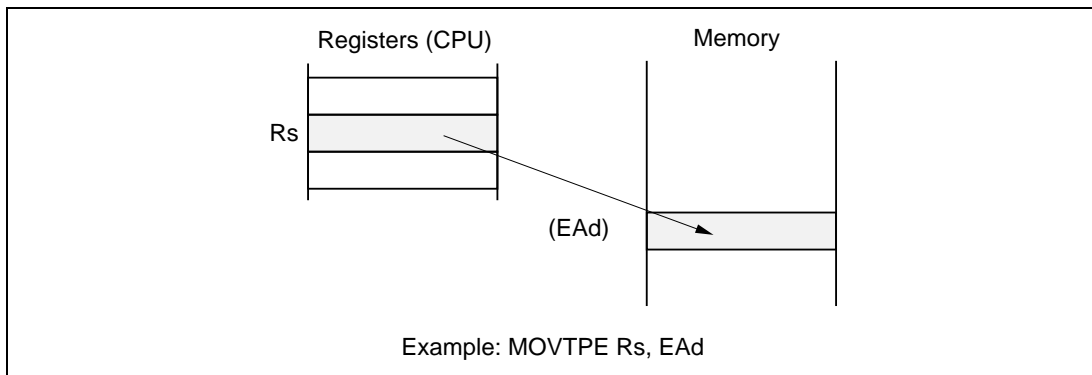 Registers (CPU)
Memory
Rs
(EAd)
Example: MOVTPE Rs, EAd